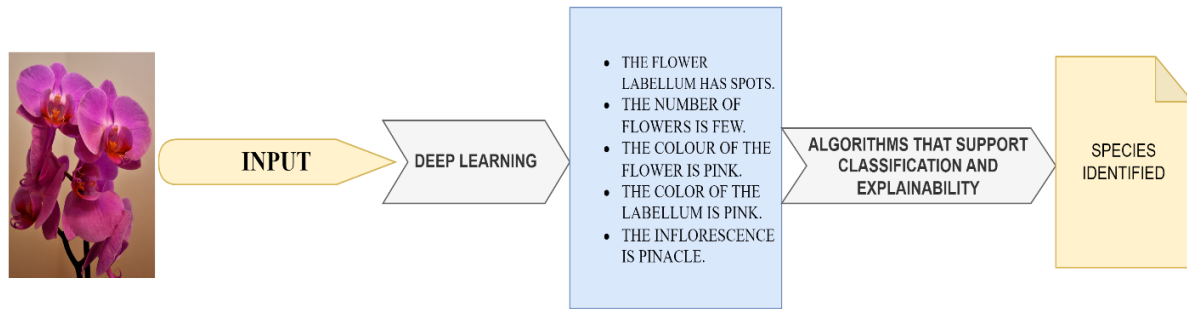 INPUT
DEEP LEARNING
• THE FLOWER
LABELLUM HAS SPOTS.
• THE NUMBER OF
FLOWERS IS FEW.
• THE COLOUR OF THE
FLOWER IS PINK.
• THE COLOR OF THE
LABELLUM IS PINK.
• THE INFLORESCENCE
IS PINACLE.
ALGORITHMS THAT SUPPORT
CLASSIFICATION AND
EXPLAINABILITY
SPECIES
IDENTIFIED